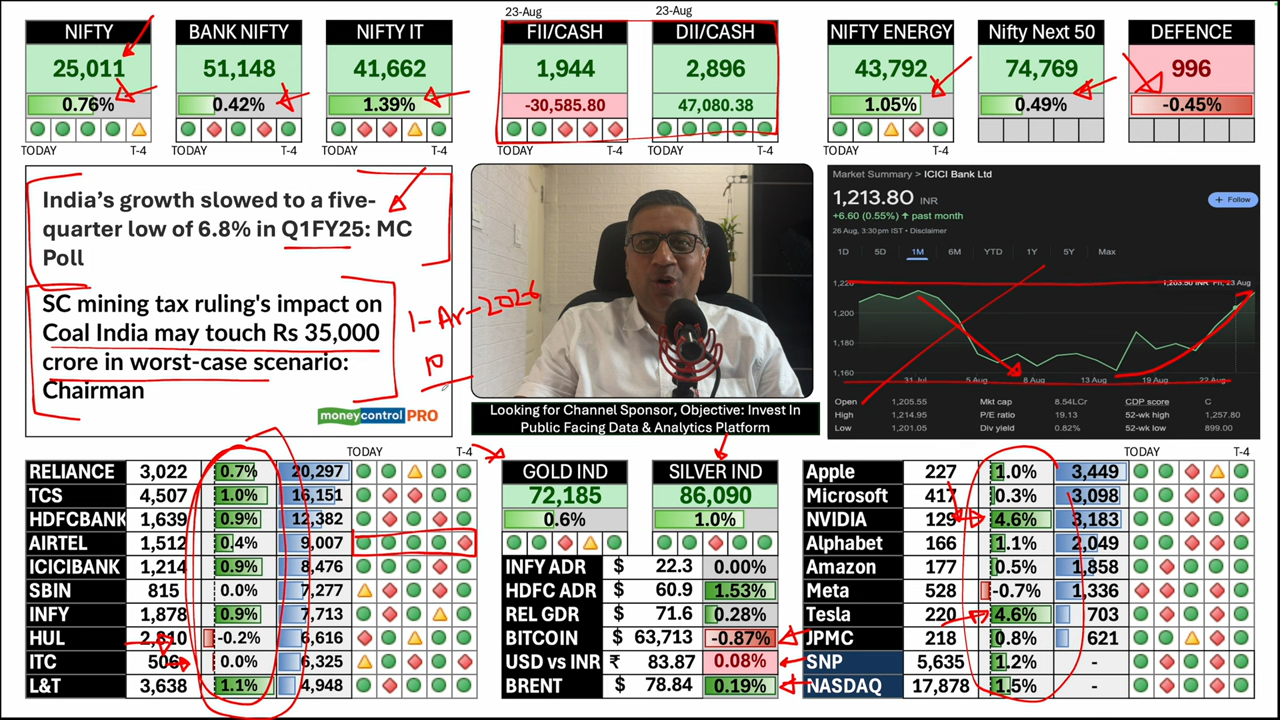 23-Aug
23-Aug
NIFTY
25,011
0.76%
TODAY T-4
BANK NIFTY
51,148
0.42%
TODAY T-4
NIFTY IT
41,662
1.39%
TODAY T-4
FII/CASH
1,944
-30,585.80
TODAY T-4
DII/CASH
2,896
47,080.38
TODAY T-4
NIFTY ENERGY
43,792
1.05%
TODAY T-4
Nifty Next 50
74,769
0.49%
DEFENCE
996
-0.45%
TODAY T-4
India's growth slowed to a five-
quarter low of 6.8% in Q1FY25: MC
Poll
SC mining tax ruling's impact on
Coal India may touch Rs 35,000
crore in worst-case scenario:
Chairman
moneycontrol PRO
1-Ar-2026
10
Looking for Channel Sponsor, Objective: Invest In
Public Facing Data & Analytics Platform
Market Summary > ICICI Bank Ltd
1,213.80 INR
+ Follow
+6.60 (0.55%) ↑ past month
26 Aug, 3:30 pm IST • Disclaimer
1D 5D 1M 6M YTD 1Y 5Y Max
1,203.50 INR Fri, 23 Aug
1,220
1,200
1,180
1,160
31 Jul 5 Aug 8 Aug 13 Aug 19 Aug 22 Aug
Open 1,205.55 Mkt cap 8.54LCr CDP score C
High 1,214.95 P/E ratio 19.13 52-wk high 1,257.80
Low 1,201.05 Div yield 0.82% 52-wk low 899.00
TODAY T-4
RELIANCE 3,022 0.7% 20,297
TCS 4,507 1.0% 16,151
HDFCBANK 1,639 0.9% 12,382
AIRTEL 1,512 0.4% 9,007
ICICIBANK 1,214 0.9% 8,476
SBIN 815 0.0% 7,277
INFY 1,878 0.9% 7,713
HUL 2,810 -0.2% 6,616
ITC 506 0.0% 6,325
L&T 3,638 1.1% 4,948
GOLD IND
72,185
0.6%
SILVER IND
86,090
1.0%
INFY ADR $ 22.3 0.00%
HDFC ADR $ 60.9 1.53%
REL GDR $ 71.6 0.28%
BITCOIN $ 63,713 -0.87%
USD vs INR ₹ 83.87 0.08%
BRENT $ 78.84 0.19%
TODAY T-4
Apple 227 1.0% 3,449
Microsoft 417 0.3% 3,098
NVIDIA 129 4.6% 3,183
Alphabet 166 1.1% 2,049
Amazon 177 0.5% 1,858
Meta 528 -0.7% 1,336
Tesla 220 4.6% 703
JPMC 218 0.8% 621
SNP 5,635 1.2% -
NASDAQ 17,878 1.5% -